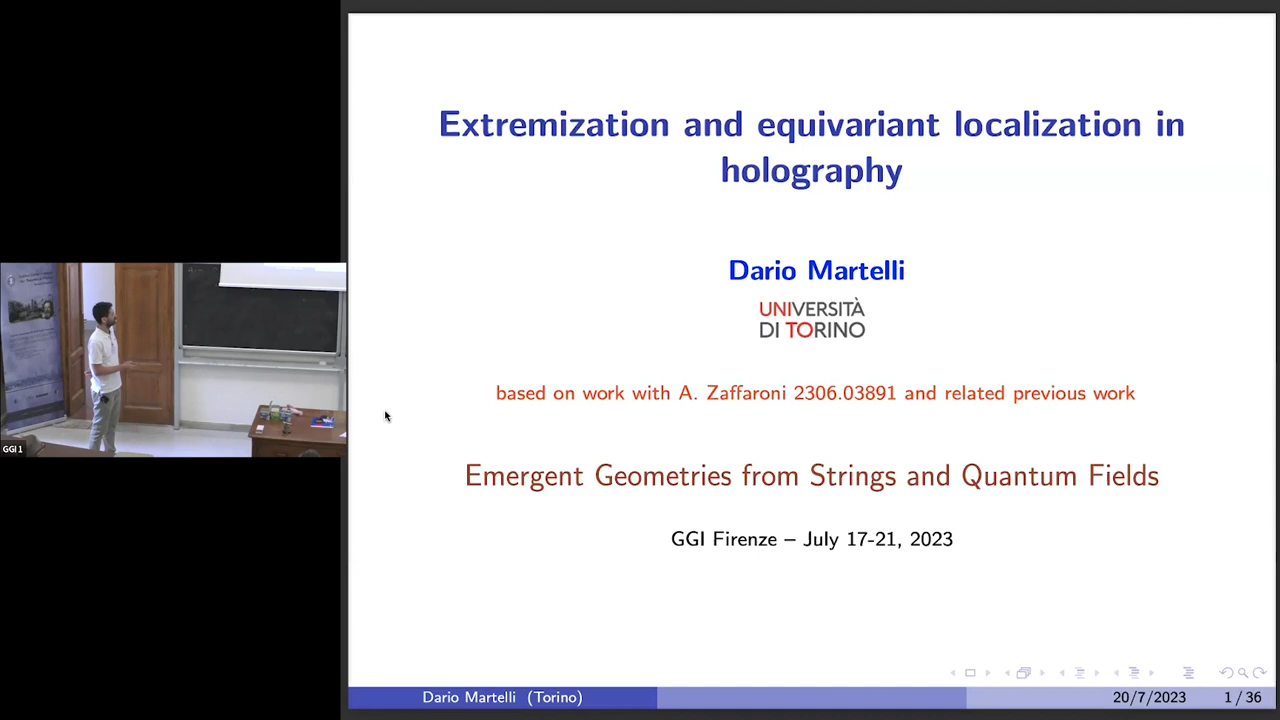 Extremization and equivariant localization in
holography
Dario Martelli
UNIVERSITÀ
DI TORINO
based on work with A. Zaffaroni 2306.03891 and related previous work
Emergent Geometries from Strings and Quantum Fields
GGI Firenze – July 17-21, 2023
GGI 1
Dario Martelli (Torino)
20/7/2023
1 / 36